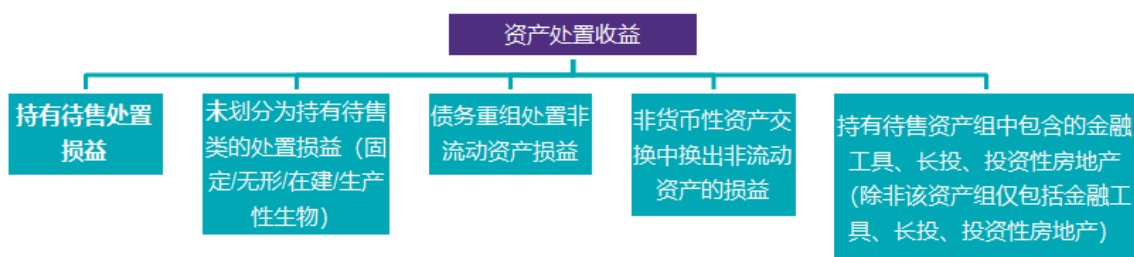 资产处置收益
持有待售处置
损益
未划分为持有待售
类的处置损益（固
定/无形/在建/生产
性生物）
债务重组处置非
流动资产损益
非货币性资产交
换中换出非流动
资产的损益
持有待售资产组中包含的金融
工具、长投、投资性房地产
（除非该资产组仅包括金融工
具、长投、投资性房地产）